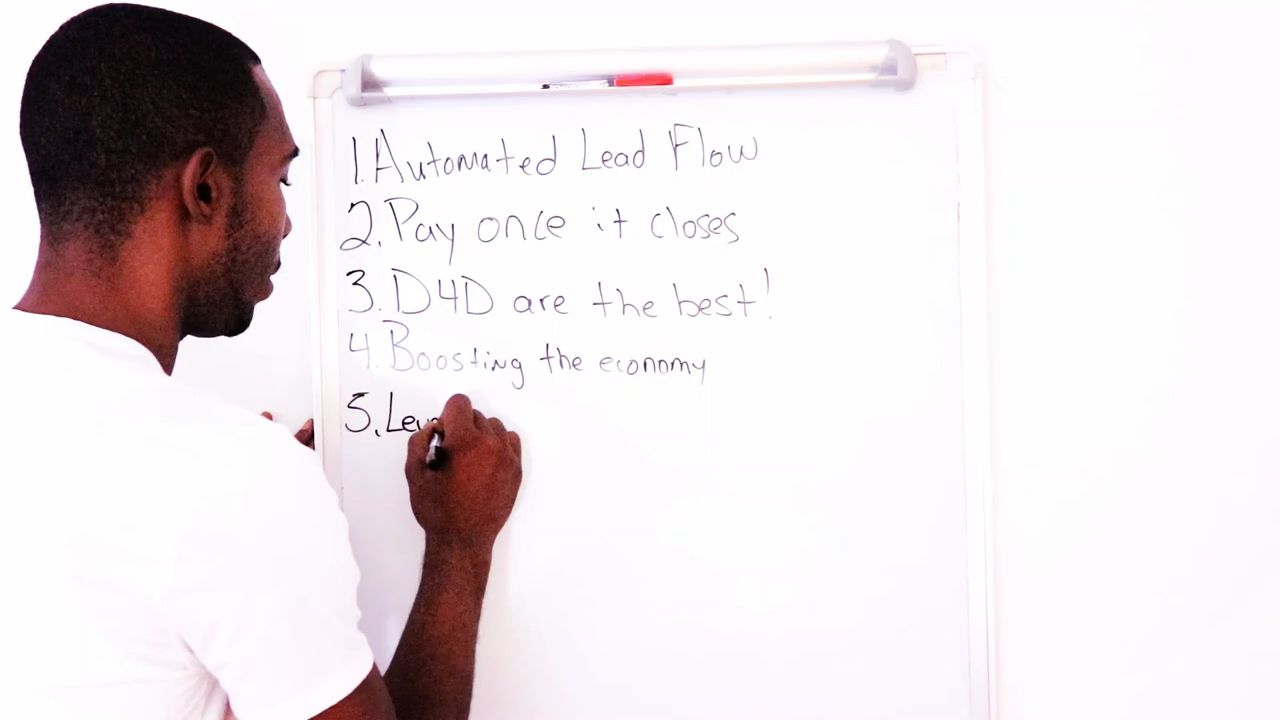 1. Automated Lead Flow
2. Pay once it closes
3. D4D are the best!
4. Boosting the economy
5.